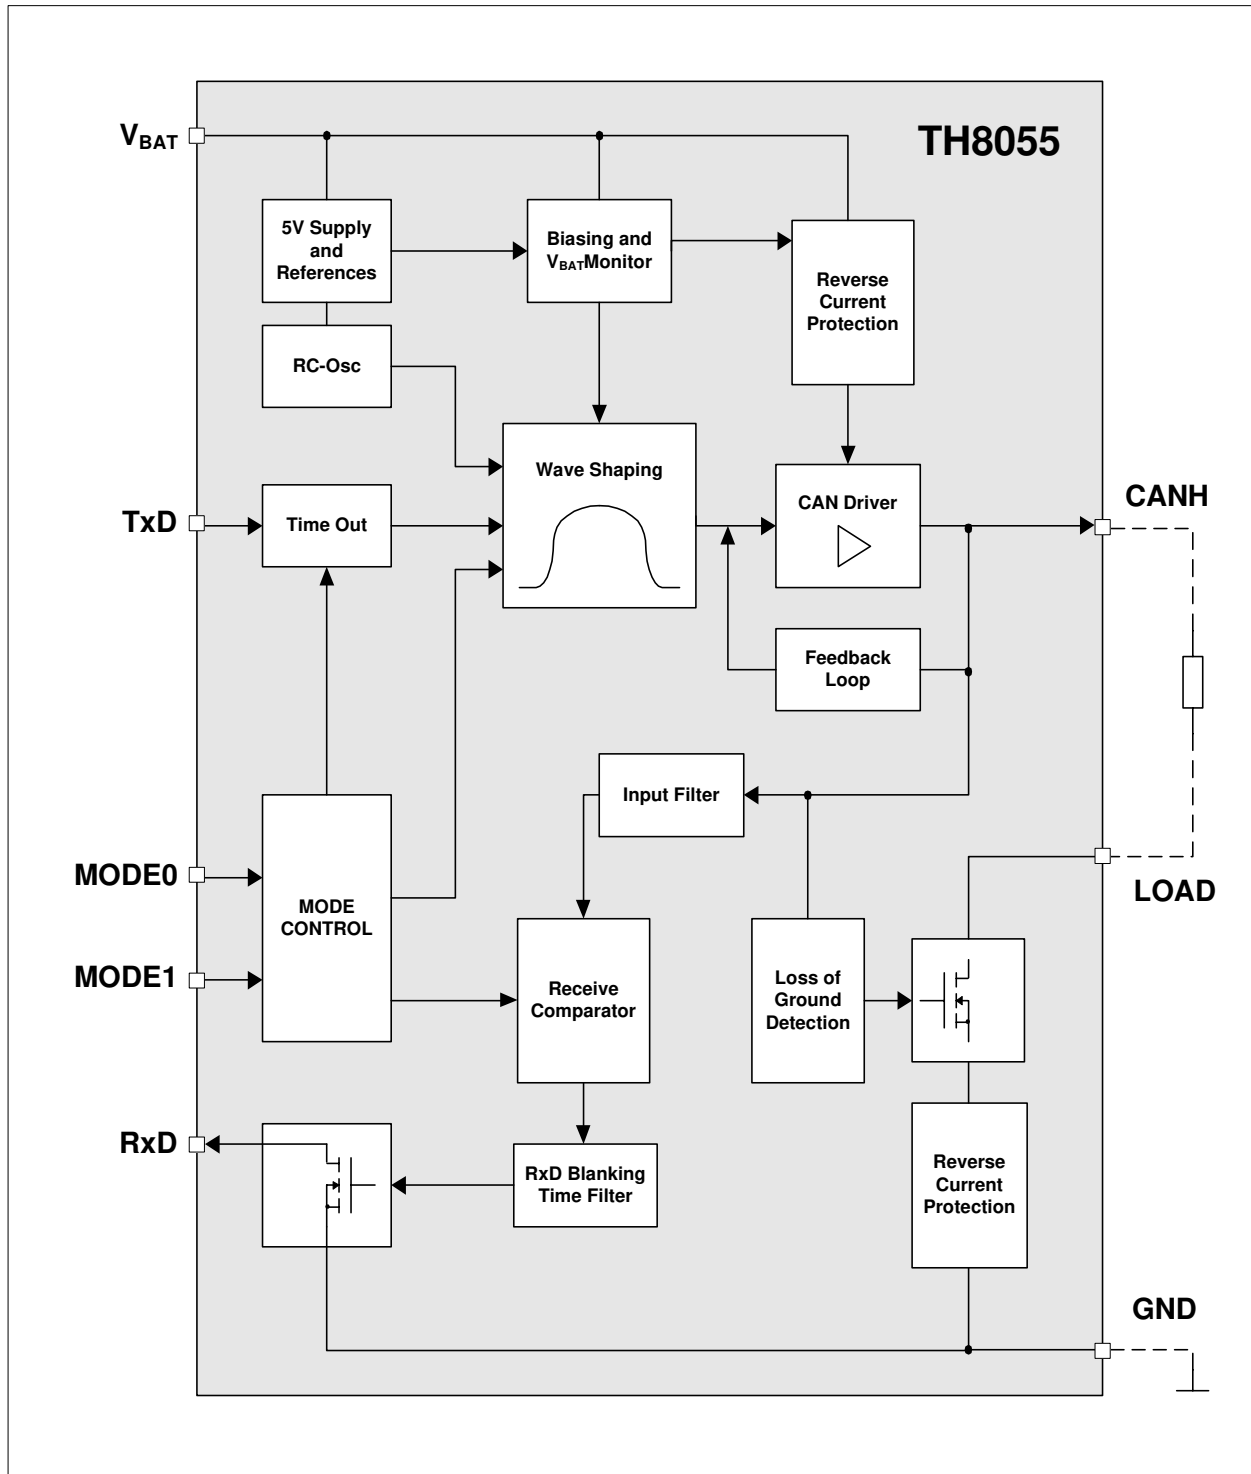 TH8055
VBAT
5V Supply
and
References
Biasing and
VBATMonitor
Reverse
Current
Protection
RC-Osc
Wave Shaping
CAN Driver
CANH
TxD
Time Out
Feedback
Loop
Input Filter
MODE0
MODE
CONTROL
LOAD
MODE1
Receive
Comparator
Loss of
Ground
Detection
RxD
RxD Blanking
Time Filter
Reverse
Current
Protection
GND